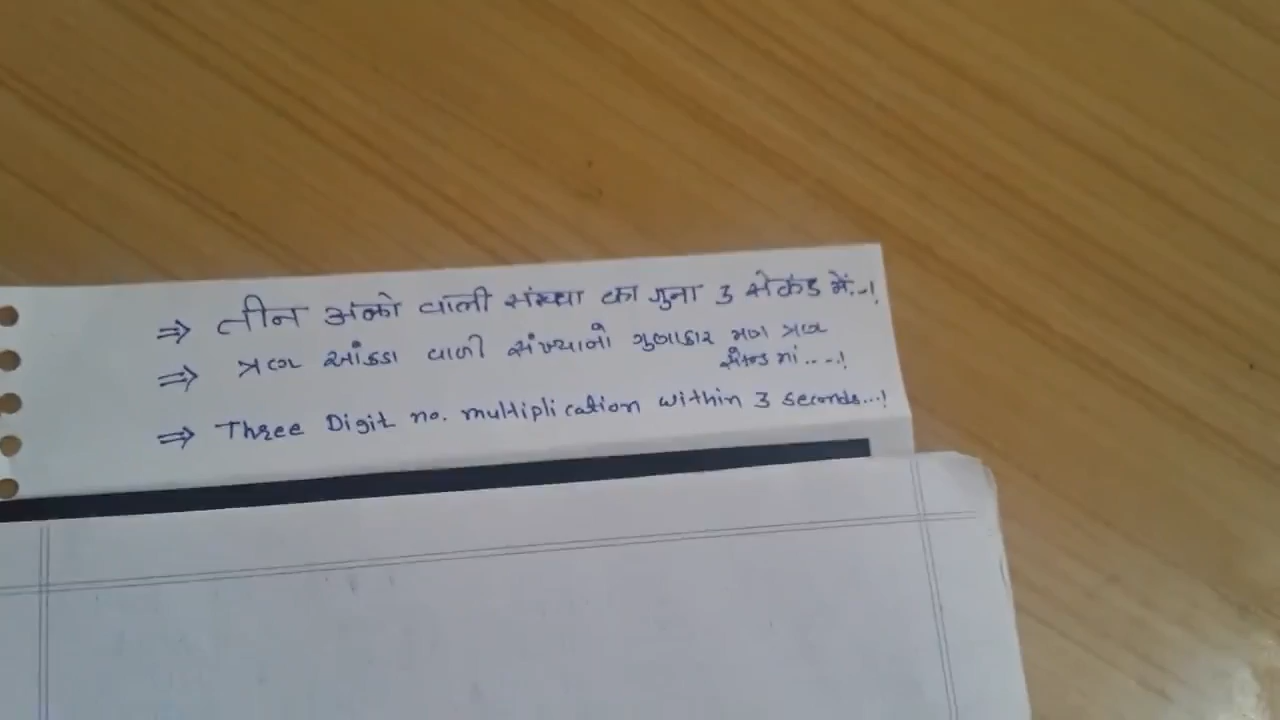 ⇒ तीन अंको वाली संख्या का गुना 3 सेकंड में..!
⇒ ત્રણ આંકડા વાળી સંખ્યાનો ગુણાકાર માત્ર ત્રણ
સેકન્ડ માં....!
⇒ Three Digit no. multiplication within 3 seconds...!